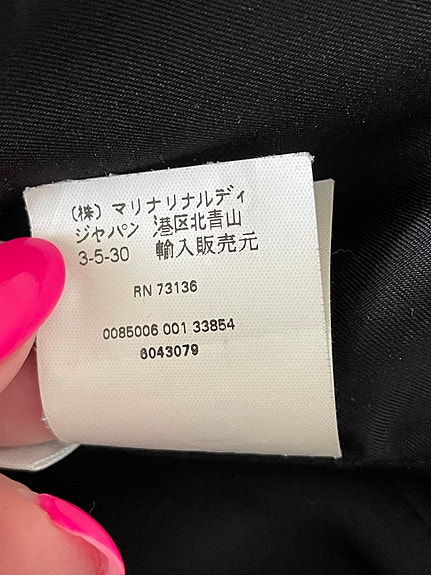 (株) マリナリナルディ
ジャパン 港区北青山
3-5-30 輸入販売元
RN 73136
0085006 001 33854
6043079